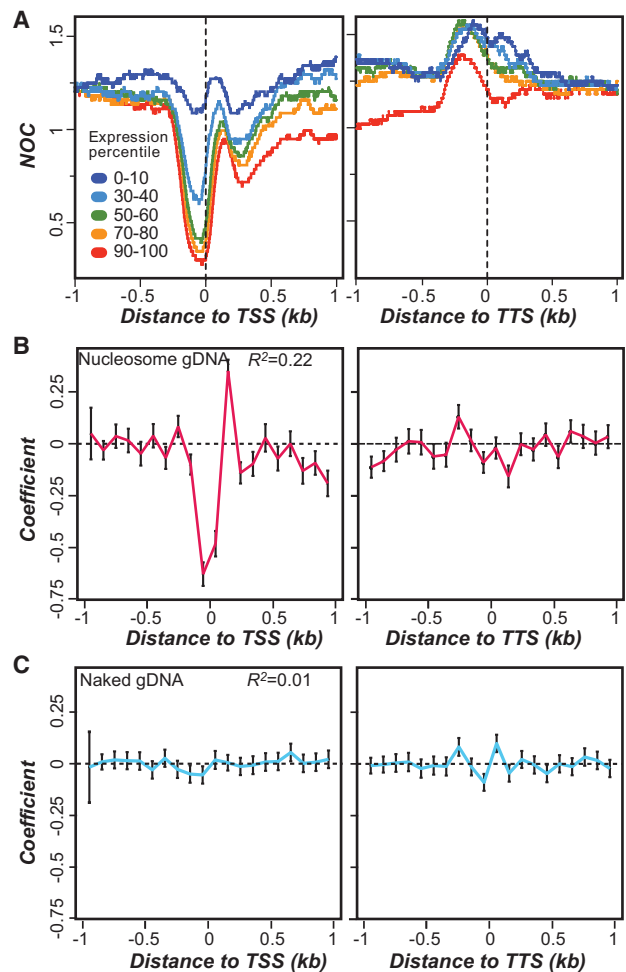 A
NOC
1.5
1
0.5
Expression
percentile
0-10
30-40
50-60
70-80
90-100
-1 -0.5 0 0.5 1
Distance to TSS (kb)
-1 -0.5 0 0.5 1
Distance to TTS (kb)
B
Nucleosome gDNA R²=0.22
Coefficient
0.25
0
-0.25
-0.5
-0.75
-1 -0.5 0 0.5 1
Distance to TSS (kb)
-1 -0.5 0 0.5 1
Distance to TTS (kb)
C
Naked gDNA R²=0.01
Coefficient
0.25
0
-0.25
-0.5
-0.75
-1 -0.5 0 0.5 1
Distance to TSS (kb)
-1 -0.5 0 0.5 1
Distance to TTS (kb)